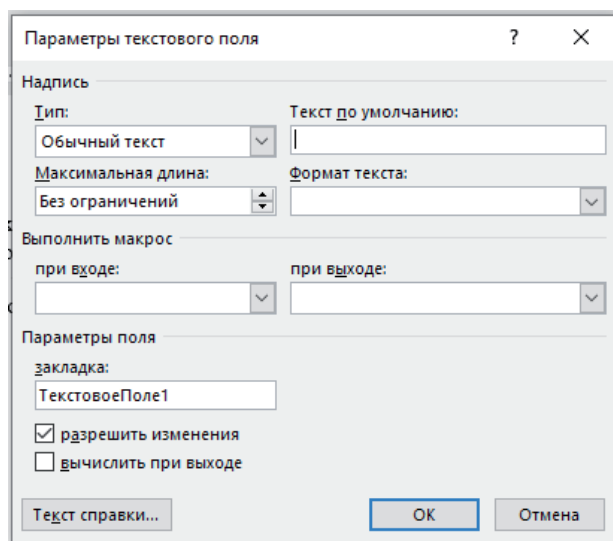 Параметры текстового поля
Надпись
Тип: Текст по умолчанию:
Обычный текст
Максимальная длина: Формат текста:
Без ограничений
Выполнить макрос
при входе: при выходе:
Параметры поля
закладка:
ТекстовоеПоле1
разрешить изменения
вычислить при выходе
Текст справки... ОК Отмена